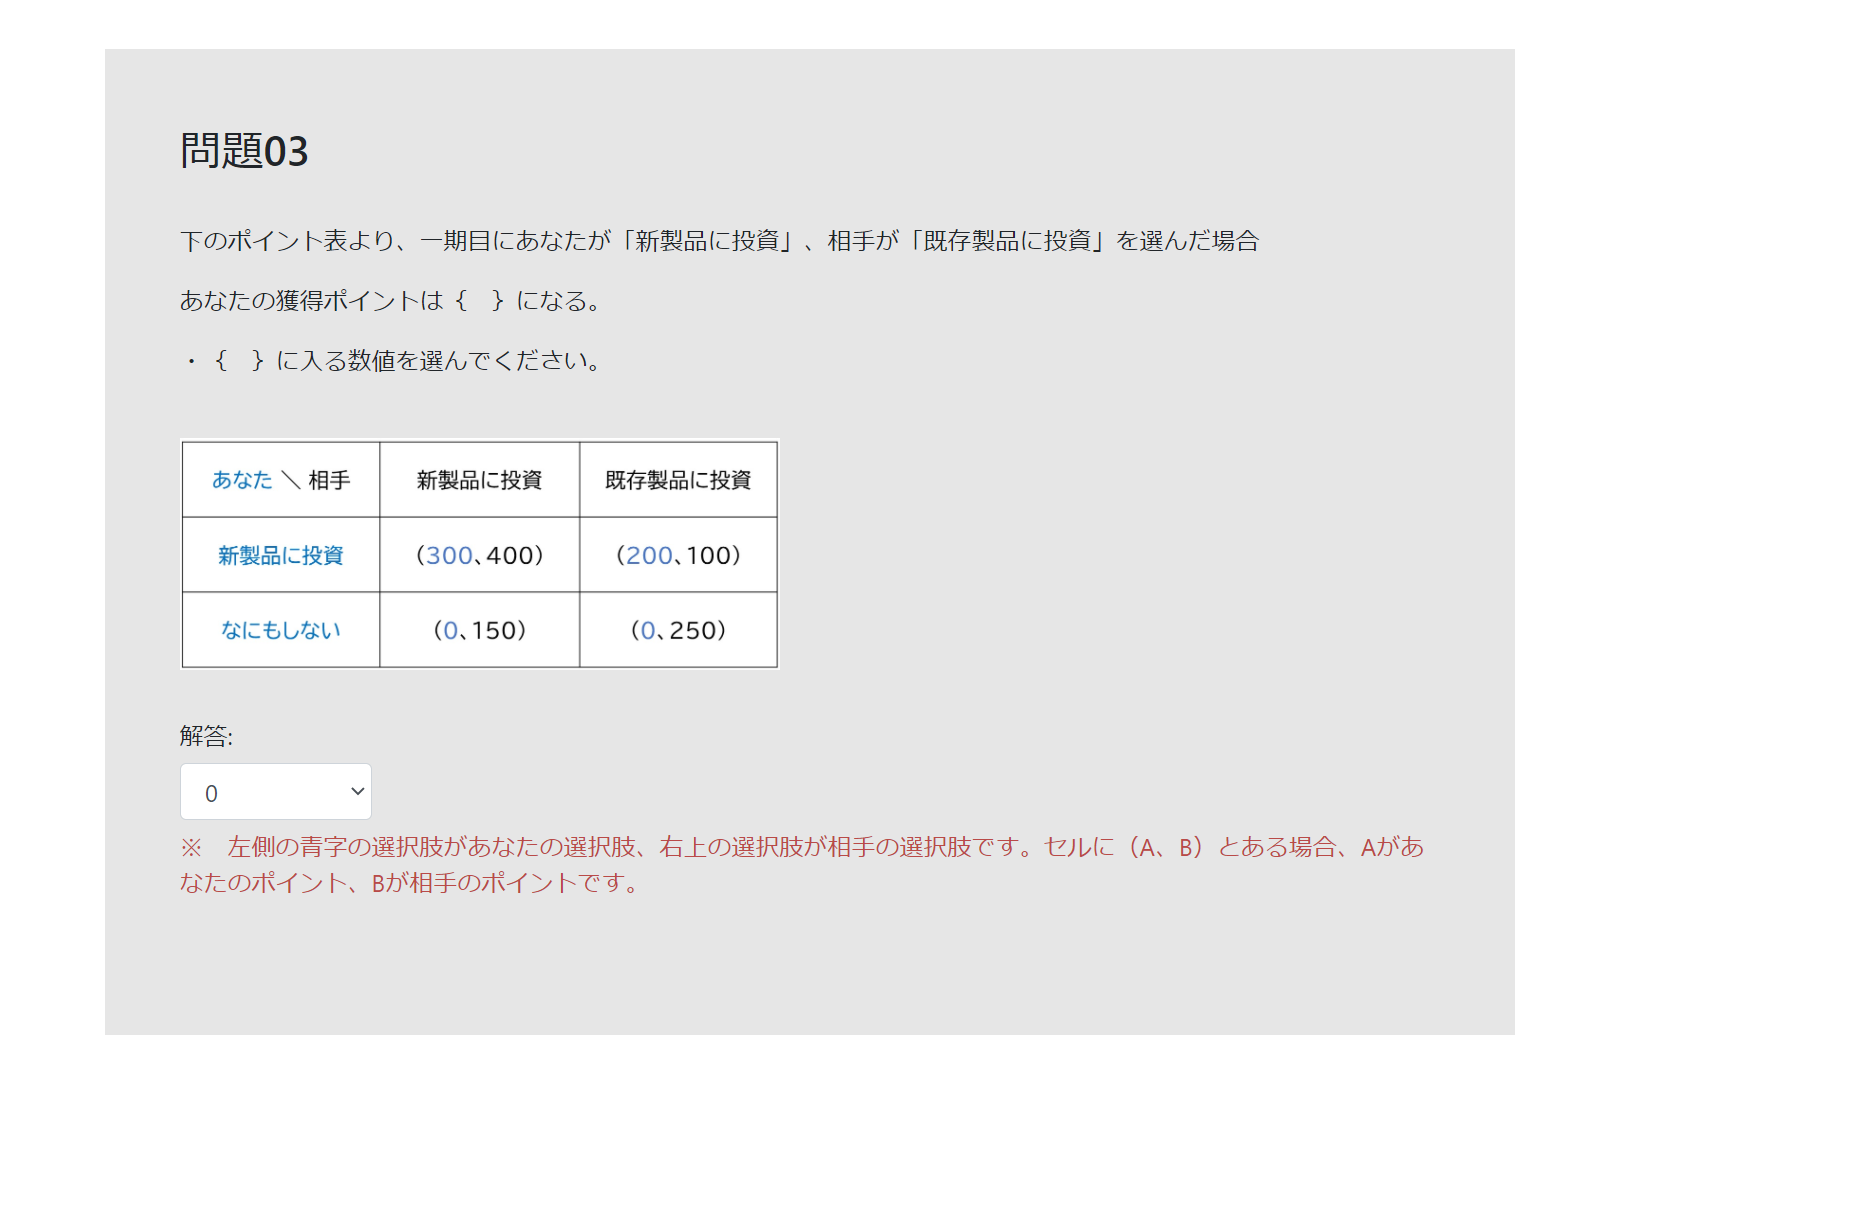 問題03
下のポイント表より、一期目にあなたが「新製品に投資」、相手が「既存製品に投資」を選んだ場合
あなたの獲得ポイントは {　} になる。
・ {　} に入る数値を選んでください。
あなた ＼ 相手 新製品に投資 既存製品に投資
新製品に投資 (300、400) (200、100)
なにもしない (0、150) (0、250)
解答:
0
※　左側の青字の選択肢があなたの選択肢、右上の選択肢が相手の選択肢です。セルに（A、B）とある場合、Aがあ
なたのポイント、Bが相手のポイントです。